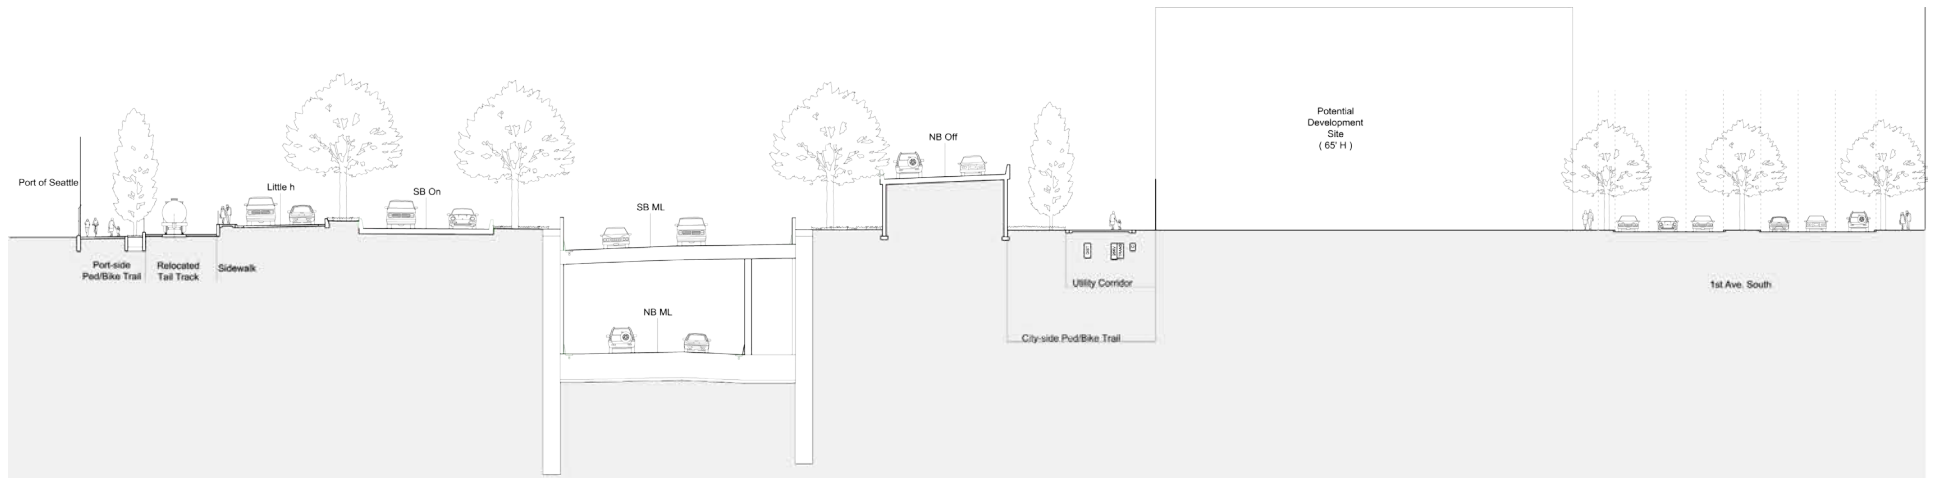 Port of Seattle
Port-side
Ped/Bike Trail
Relocated
Tail Track
Sidewalk
Little h
SB On
SB ML
NB ML
NB Off
Utility Corridor
City-side Ped/Bike Trail
Potential
Development
Site
( 65' H )
1st Ave. South